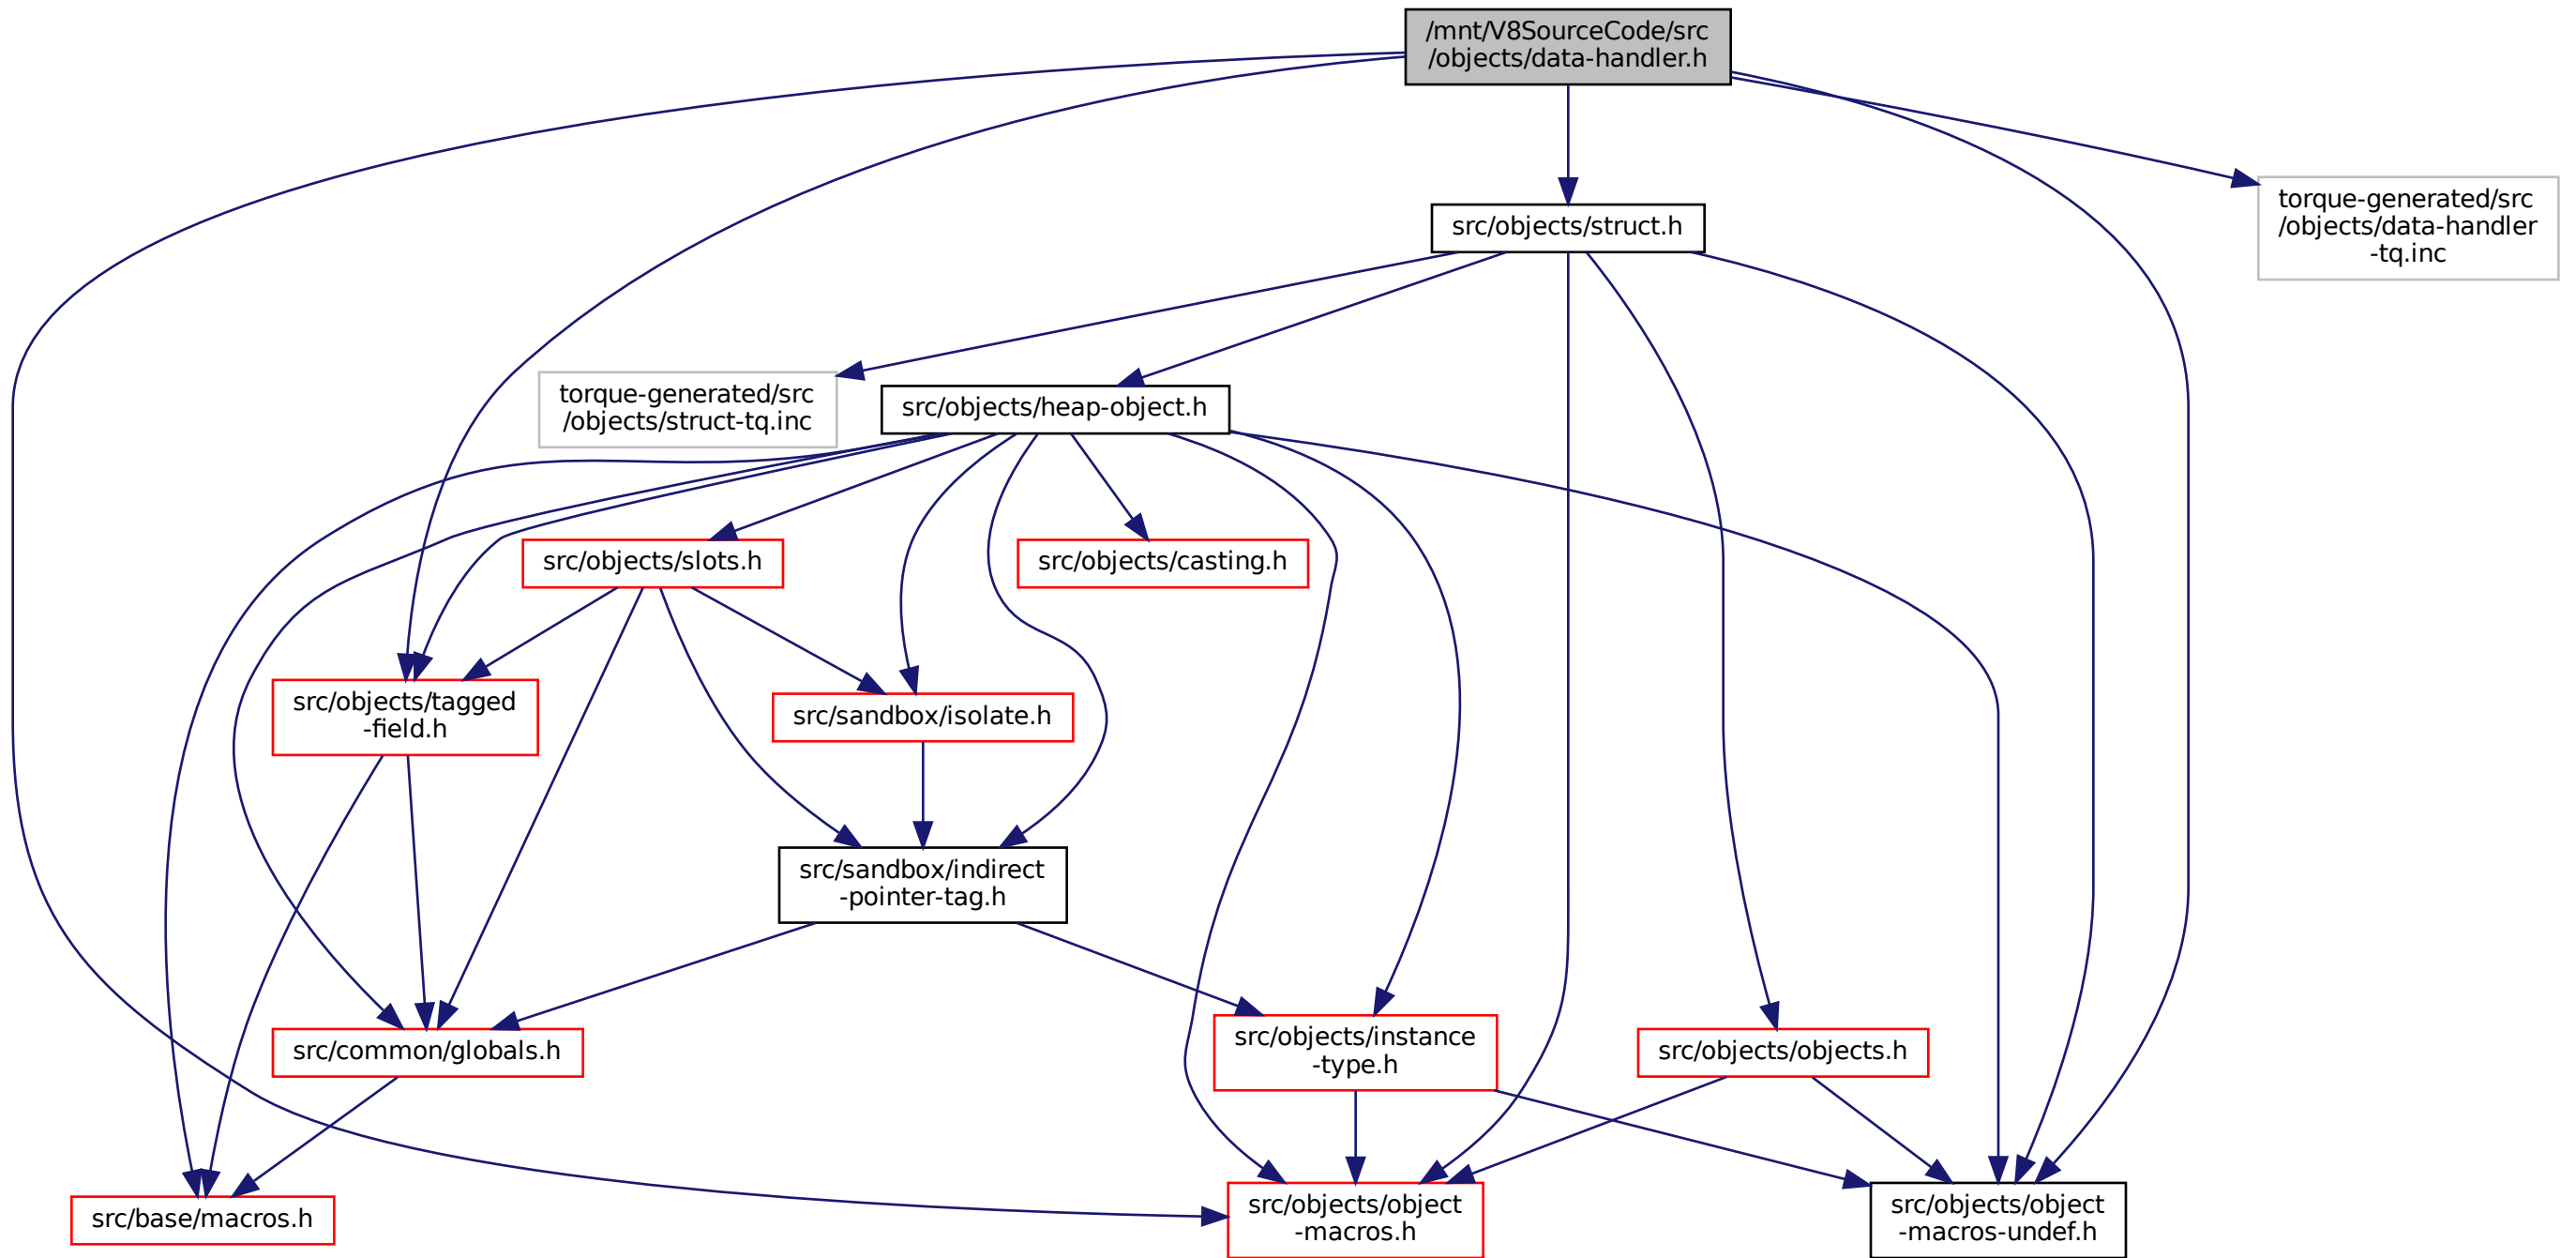 /mnt/V8SourceCode/src
/objects/data-handler.h
torque-generated/src
/objects/data-handler
-tq.inc
src/objects/struct.h
torque-generated/src
/objects/struct-tq.inc
src/objects/heap-object.h
src/objects/slots.h
src/objects/casting.h
src/objects/tagged
-field.h
src/sandbox/isolate.h
src/sandbox/indirect
-pointer-tag.h
src/common/globals.h
src/objects/instance
-type.h
src/objects/objects.h
src/base/macros.h
src/objects/object
-macros.h
src/objects/object
-macros-undef.h